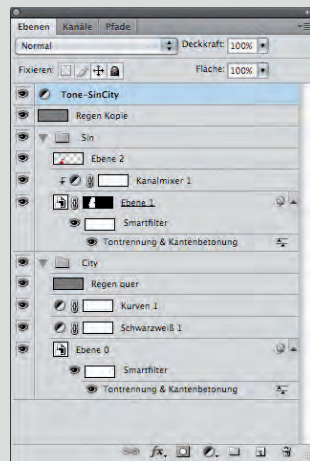 Ebenen Kanäle Pfade
Normal Deckkraft: 100%
Fixieren: Fläche: 100%
Tone-SinCity
Regen Kopie
Sin
Ebene 2
Kanalmixer 1
Ebene 1
Smartfilter
Tontrennung & Kantenbetonung
City
Regen quer
Kurven 1
Schwarzweiß 1
Ebene 0
Smartfilter
Tontrennung & Kantenbetonung
fx.